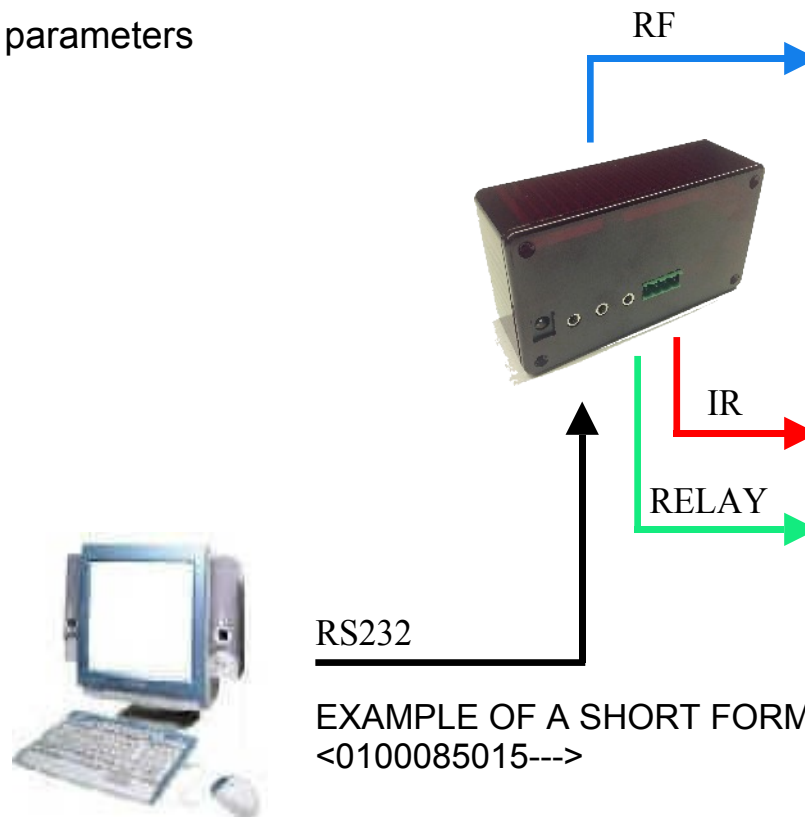 parameters
RF
IR
RELAY
RS232
EXAMPLE OF A SHORT FORM
<0100085015--->